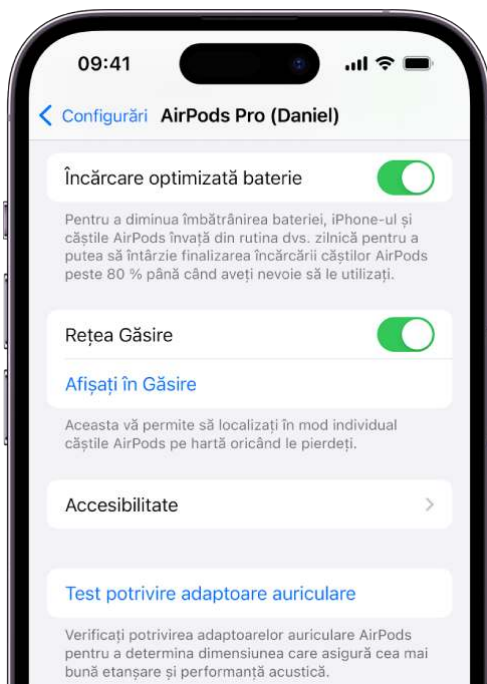 09:41
Configurări AirPods Pro (Daniel)
Încărcare optimizată baterie
Pentru a diminua îmbătrânirea bateriei, iPhone-ul și
căștile AirPods învață din rutina dvs. zilnică pentru a
putea să întârzie finalizarea încărcării căștilor AirPods
peste 80 % până când aveți nevoie să le utilizați.
Rețea Găsire
Afișați în Găsire
Aceasta vă permite să localizați în mod individual
căștile AirPods pe hartă oricând le pierdeți.
Accesibilitate
Test potrivire adaptoare auriculare
Verificați potrivirea adaptoarelor auriculare AirPods
pentru a determina dimensiunea care asigură cea mai
bună etanșare și performanță acustică.